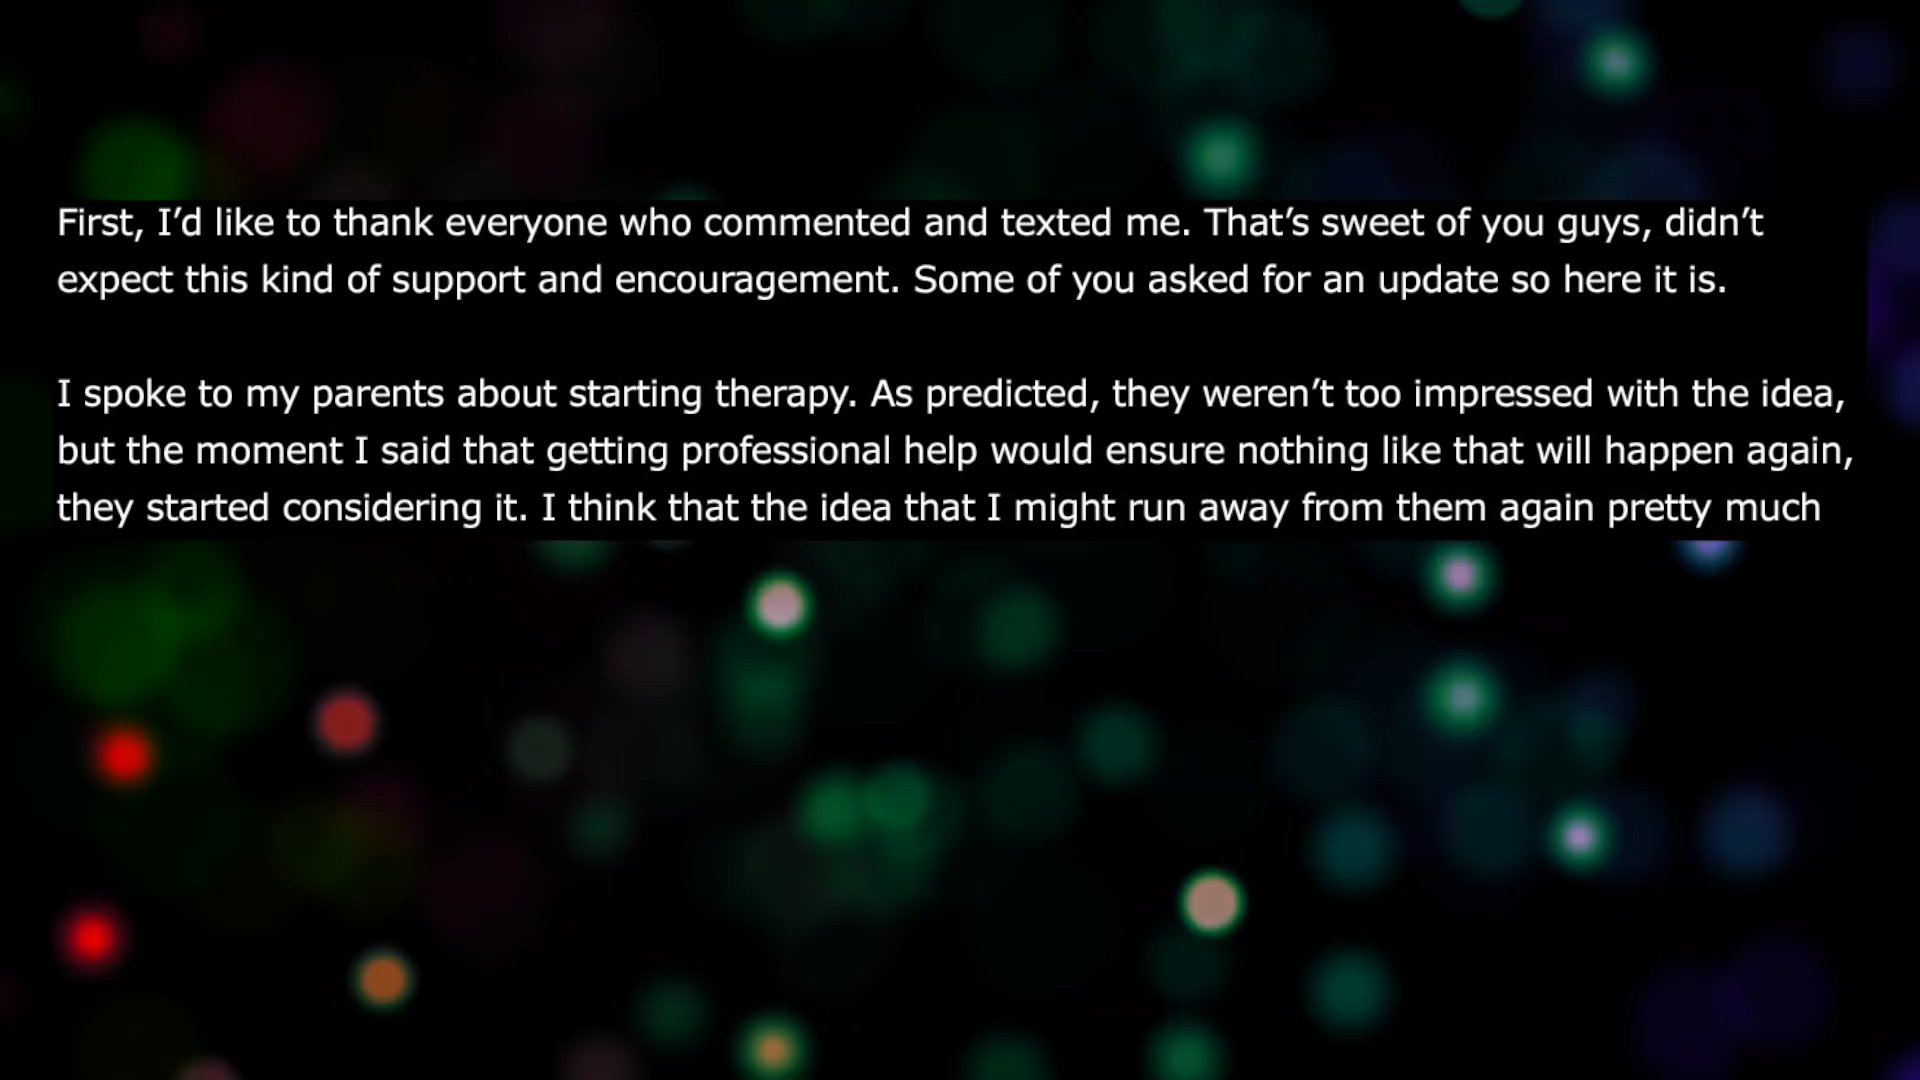 First, I’d like to thank everyone who commented and texted me. That’s sweet of you guys, didn’t
expect this kind of support and encouragement. Some of you asked for an update so here it is.
I spoke to my parents about starting therapy. As predicted, they weren’t too impressed with the idea,
but the moment I said that getting professional help would ensure nothing like that will happen again,
they started considering it. I think that the idea that I might run away from them again pretty much